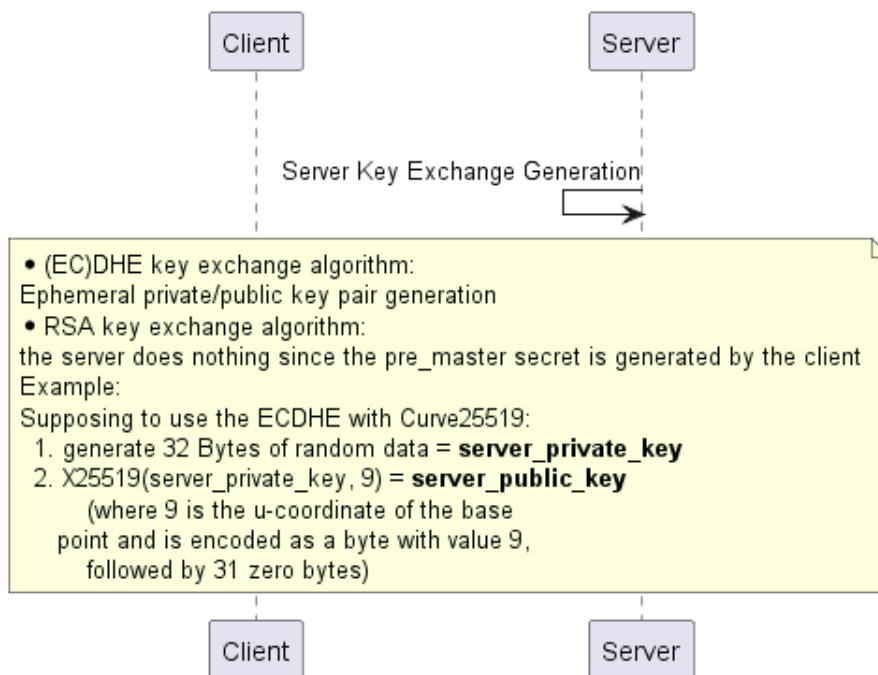 Client Server
Server Key Exchange Generation
• (EC)DHE key exchange algorithm:
Ephemeral private/public key pair generation
• RSA key exchange algorithm:
the server does nothing since the pre_master secret is generated by the client
Example:
Supposing to use the ECDHE with Curve25519:
1. generate 32 Bytes of random data = server_private_key
2. X25519(server_private_key, 9) = server_public_key
(where 9 is the u-coordinate of the base
point and is encoded as a byte with value 9,
followed by 31 zero bytes)
Client Server